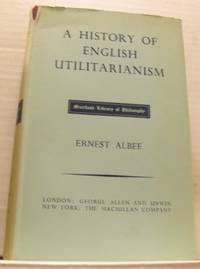 A HISTORY OF
ENGLISH
UTILITARIANISM
Muirhead Library of Philosophy
ERNEST ALBEE
LONDON: GEORGE ALLEN AND UNWIN
NEW YORK: THE MACMILLAN COMPANY